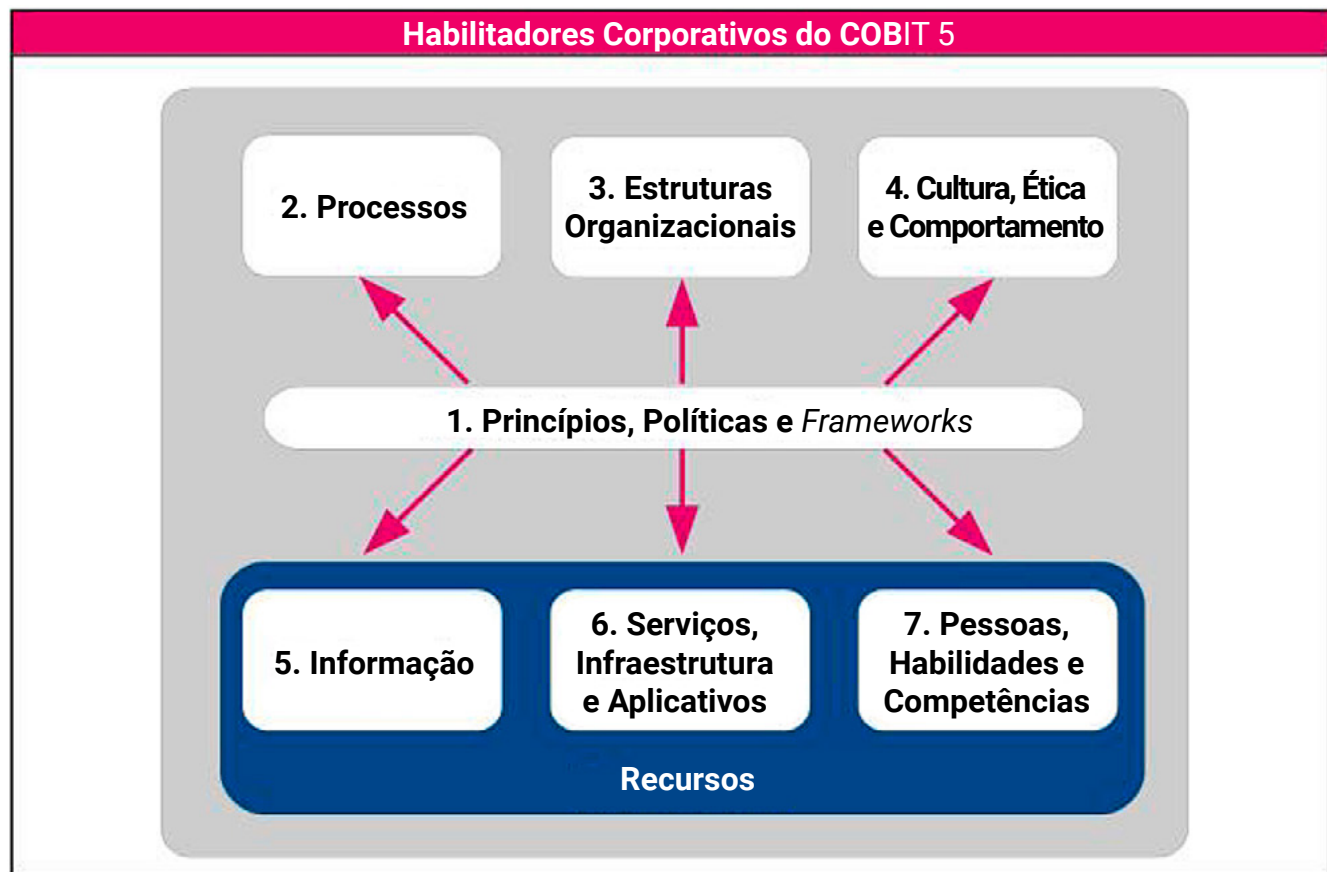 Habilitadores Corporativos do COBIT 5
2. Processos
3. Estruturas
Organizacionais
4. Cultura, Ética
e Comportamento
1. Princípios, Políticas e Frameworks
5. Informação
6. Serviços,
Infraestrutura
e Aplicativos
7. Pessoas,
Habilidades e
Competências
Recursos